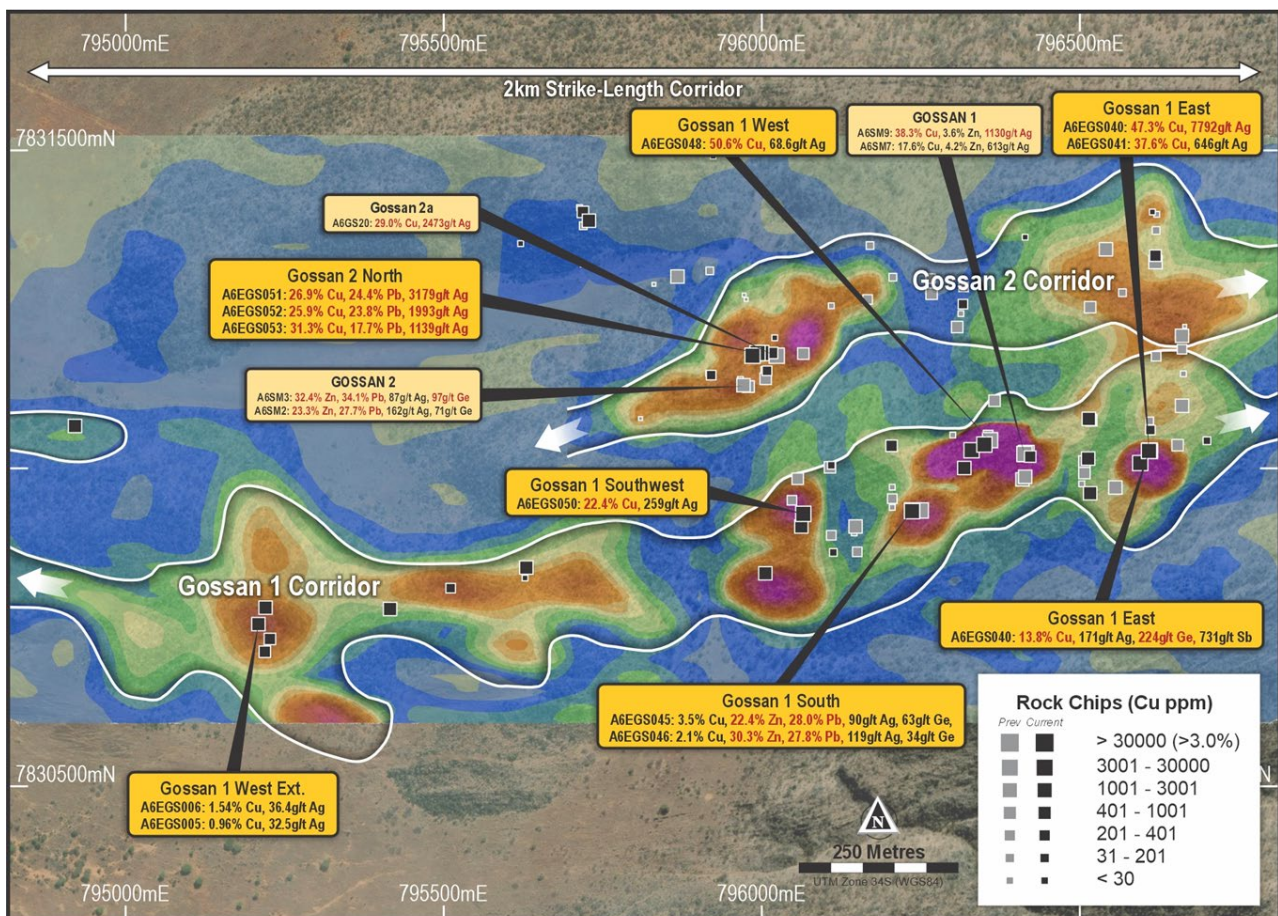 795000mE
795500mE
796000mE
796500mE
2km Strike-Length Corridor
7831500mN
Gossan 1 West
A6EGS048: 50.6% Cu, 68.6g/t Ag
GOSSAN 1
A6SM9: 38.3% Cu, 3.6% Zn, 1130g/t Ag
A6SM7: 17.6% Cu, 4.2% Zn, 613g/t Ag
Gossan 1 East
A6EGS040: 47.3% Cu, 7792g/t Ag
A6EGS041: 37.6% Cu, 646g/t Ag
Gossan 2a
A6GS20: 29.0% Cu, 2473g/t Ag
Gossan 2 North
A6EGS051: 26.9% Cu, 24.4% Pb, 3179g/t Ag
A6EGS052: 25.9% Cu, 23.8% Pb, 1993g/t Ag
A6EGS053: 31.3% Cu, 17.7% Pb, 1139g/t Ag
Gossan 2 Corridor
GOSSAN 2
A6SM3: 32.4% Zn, 34.1% Pb, 87g/t Ag, 97g/t Ge
A6SM2: 23.3% Zn, 27.7% Pb, 162g/t Ag, 71g/t Ge
Gossan 1 Southwest
A6EGS050: 22.4% Cu, 259g/t Ag
Gossan 1 Corridor
Gossan 1 East
A6EGS040: 13.8% Cu, 171g/t Ag, 224g/t Ge, 731g/t Sb
Gossan 1 South
A6EGS045: 3.5% Cu, 22.4% Zn, 28.0% Pb, 90g/t Ag, 63g/t Ge,
A6EGS046: 2.1% Cu, 30.3% Zn, 27.8% Pb, 119g/t Ag, 34g/t Ge
7830500mN
N
Gossan 1 West Ext.
A6EGS006: 1.54% Cu, 36.4g/t Ag
A6EGS005: 0.96% Cu, 32.5g/t Ag
Rock Chips (Cu ppm)
Prev Current
> 30000 (>3.0%)
3001 - 30000
1001 - 3001
401 - 1001
201 - 401
31 - 201
< 30
N
250 Metres
UTM Zone 34S (WGS84)
795000mE
795500mE
796000mE